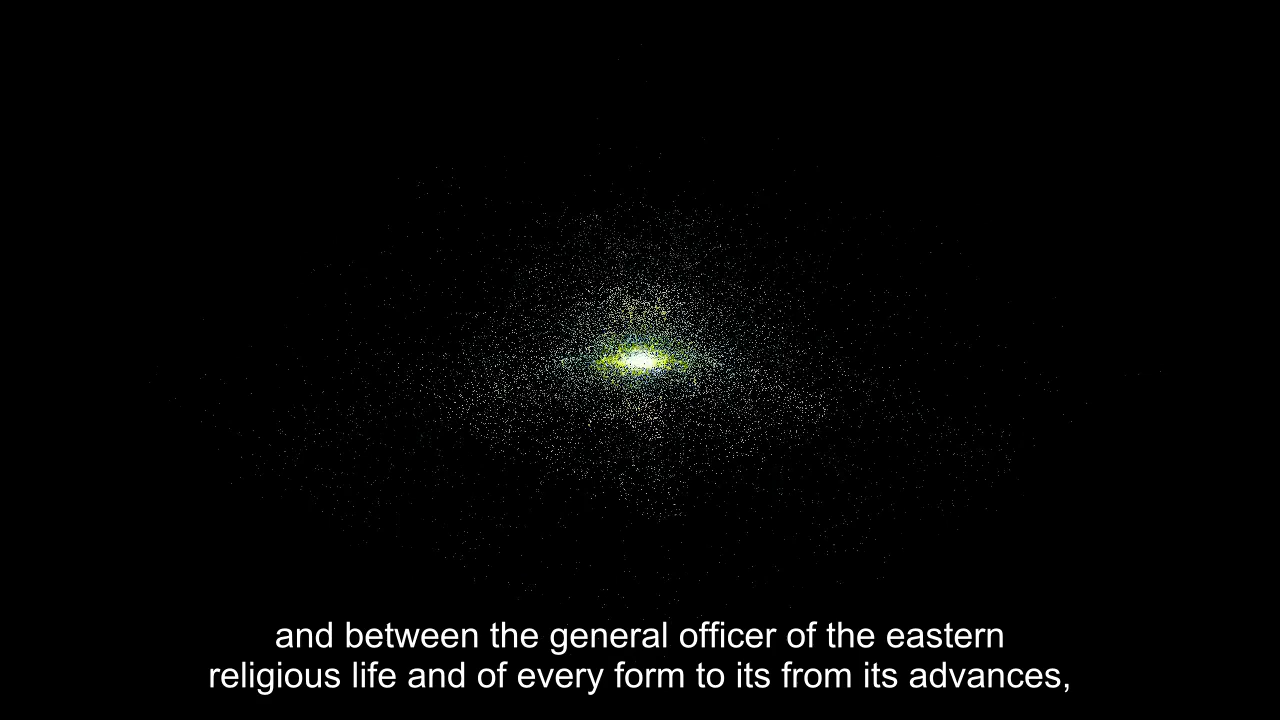 and between the general officer of the eastern
religious life and of every form to its from its advances,